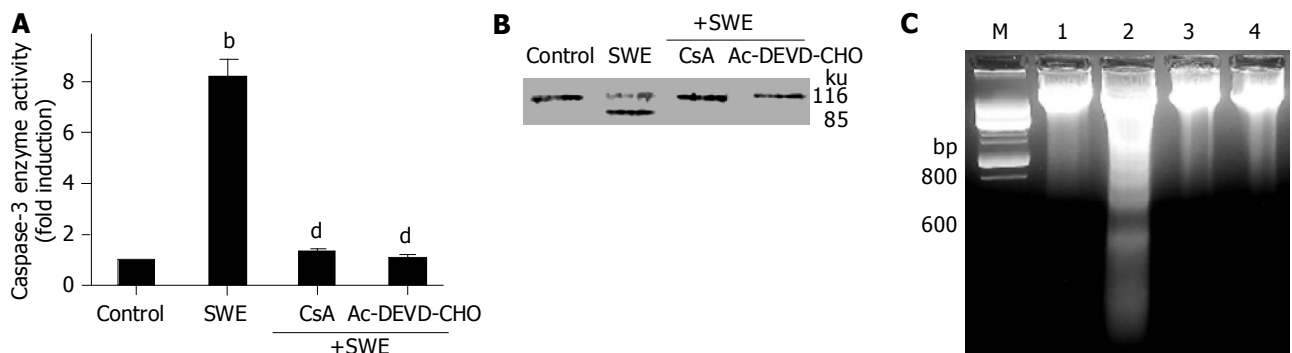 A
Caspase-3 enzyme activity
(fold induction)
8
6
4
2
0
b
d
d
Control
SWE
CsA
Ac-DEVD-CHO
+SWE
B
+SWE
Control
SWE
CsA
Ac-DEVD-CHO
ku
116
85
C
M
1
2
3
4
bp
800
600